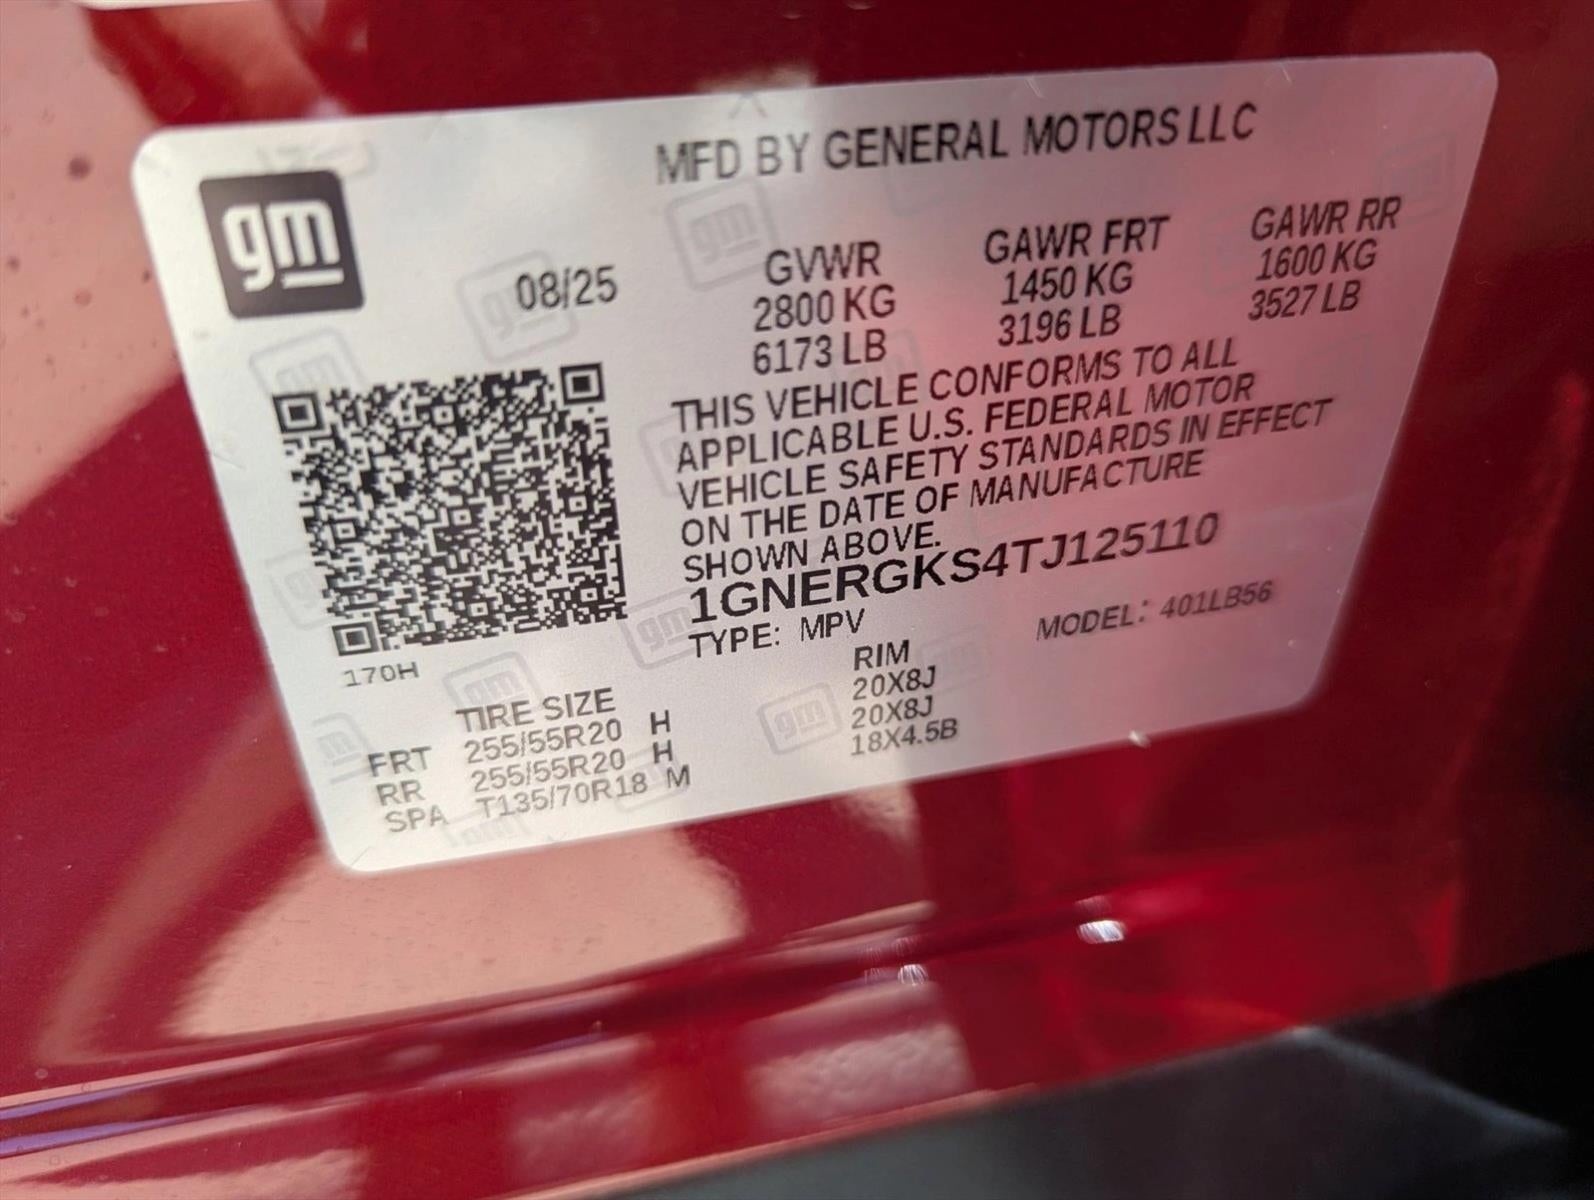 gm
MFD BY GENERAL MOTORS LLC
08/25
GVWR GAWR FRT GAWR RR
2800 KG 1450 KG 1600 KG
6173 LB 3196 LB 3527 LB
THIS VEHICLE CONFORMS TO ALL
APPLICABLE U.S. FEDERAL MOTOR
VEHICLE SAFETY STANDARDS IN EFFECT
ON THE DATE OF MANUFACTURE
SHOWN ABOVE.
1GNERGKS4TJ125110
TYPE: MPV MODEL: 401LB56
170H
TIRE SIZE RIM
FRT 255/55R20 H 20X8J
RR 255/55R20 H 20X8J
SPA T135/70R18 M 18X4.5B